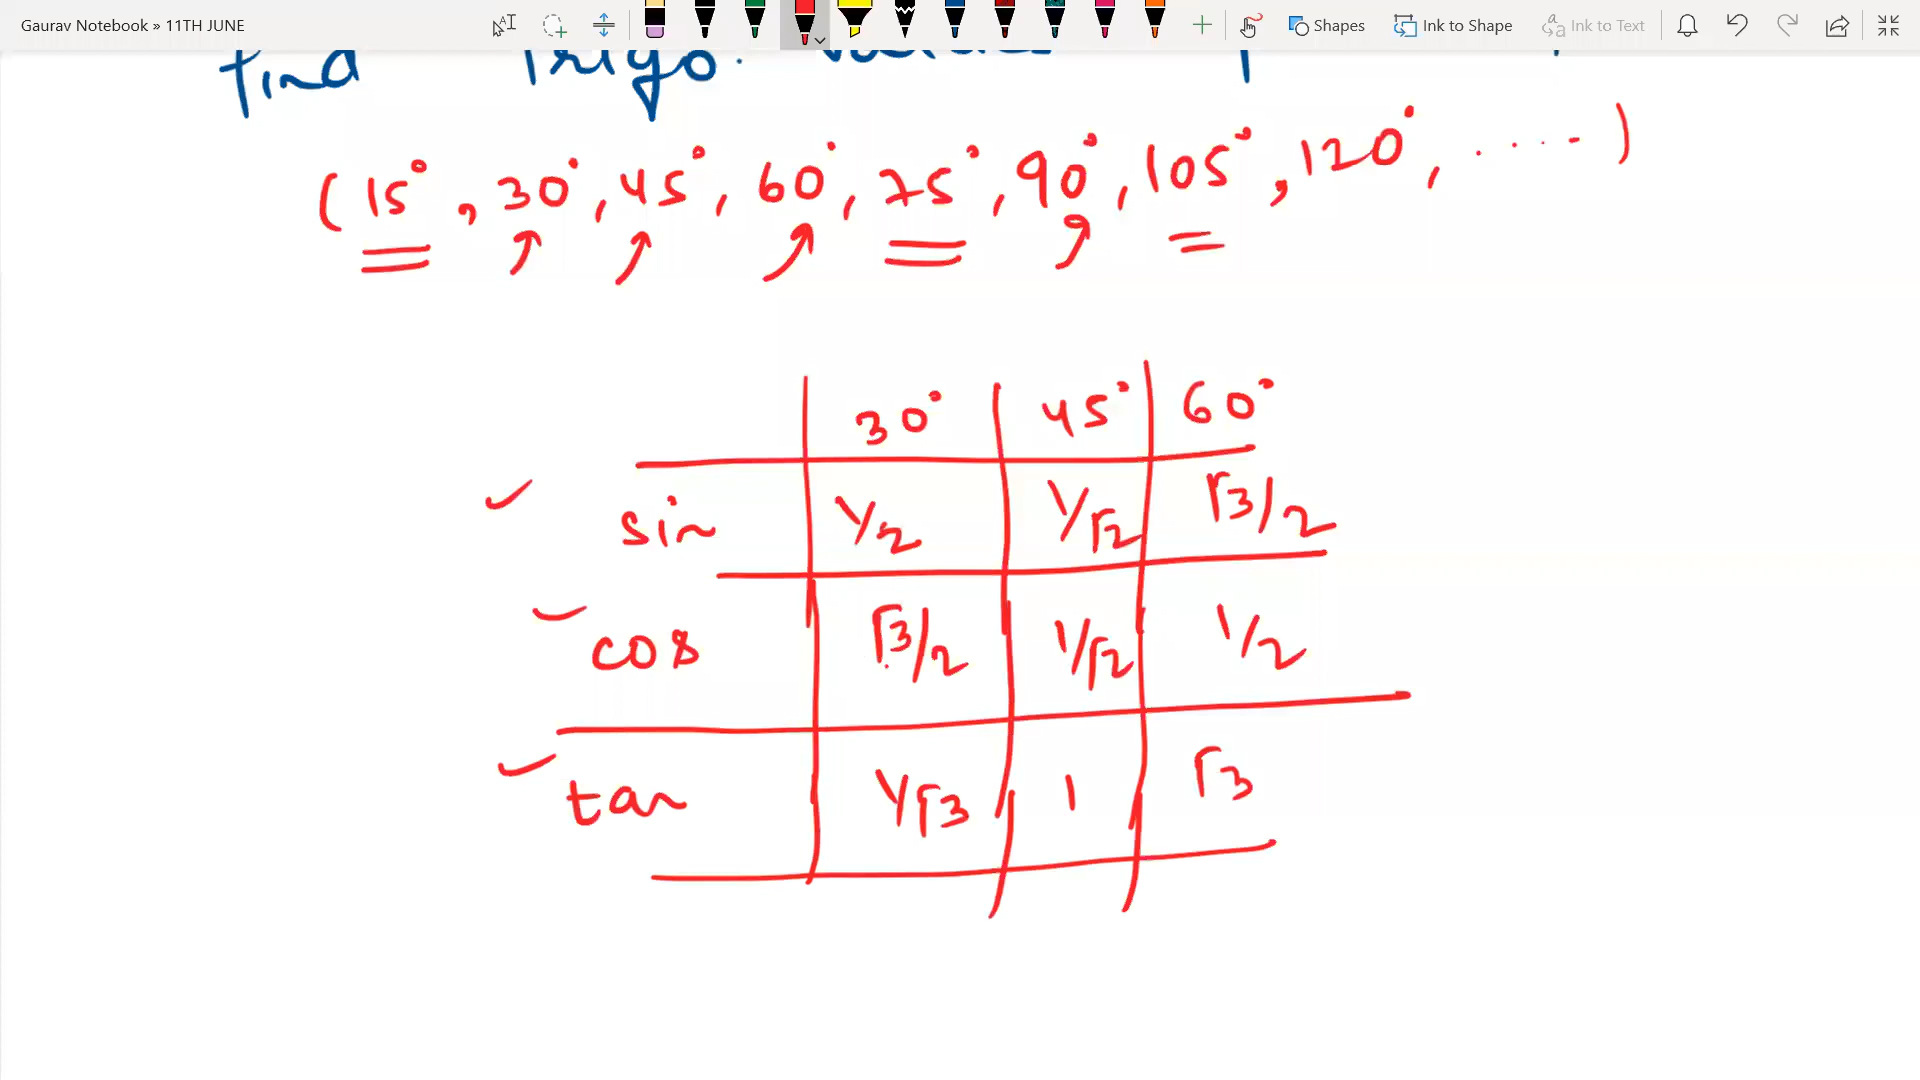 Gaurav Notebook » 11TH JUNE
Shapes
Ink to Shape
Ink to Text
find Trigo.
(15°, 30°, 45°, 60°, 75°, 90°, 105°, 120°, .....)
30° 45° 60°
sin 1/2 1/√2 √3/2
cos √3/2 1/√2 1/2
tan 1/√3 1 √3